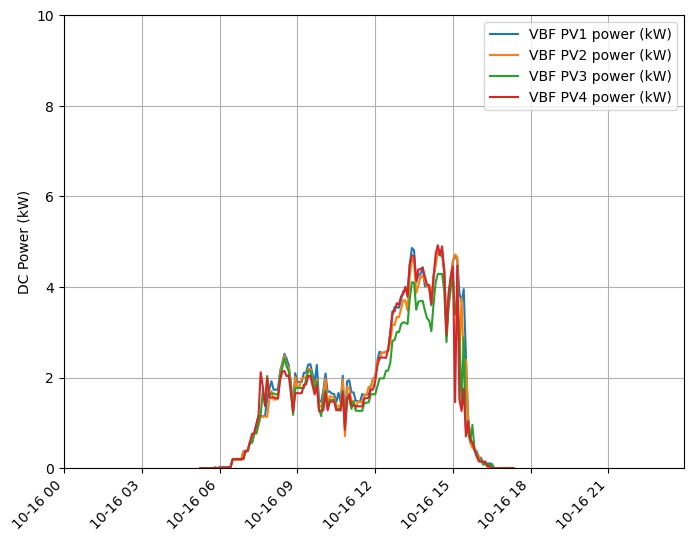 10
8
6
4
2
0
DC Power (kW)
VBF PV1 power (kW)
VBF PV2 power (kW)
VBF PV3 power (kW)
VBF PV4 power (kW)
10-16 00
10-16 03
10-16 06
10-16 09
10-16 12
10-16 15
10-16 18
10-16 21